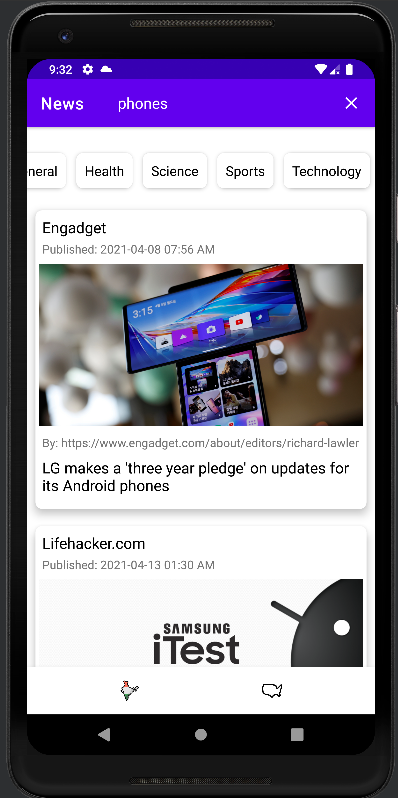 9:32
News phones
neral Health Science Sports Technology
Engadget
Published: 2021-04-08 07:56 AM
3:15
By: https://www.engadget.com/about/editors/richard-lawler
LG makes a 'three year pledge' on updates for
its Android phones
Lifehacker.com
Published: 2021-04-13 01:30 AM
SAMSUNG
iTest